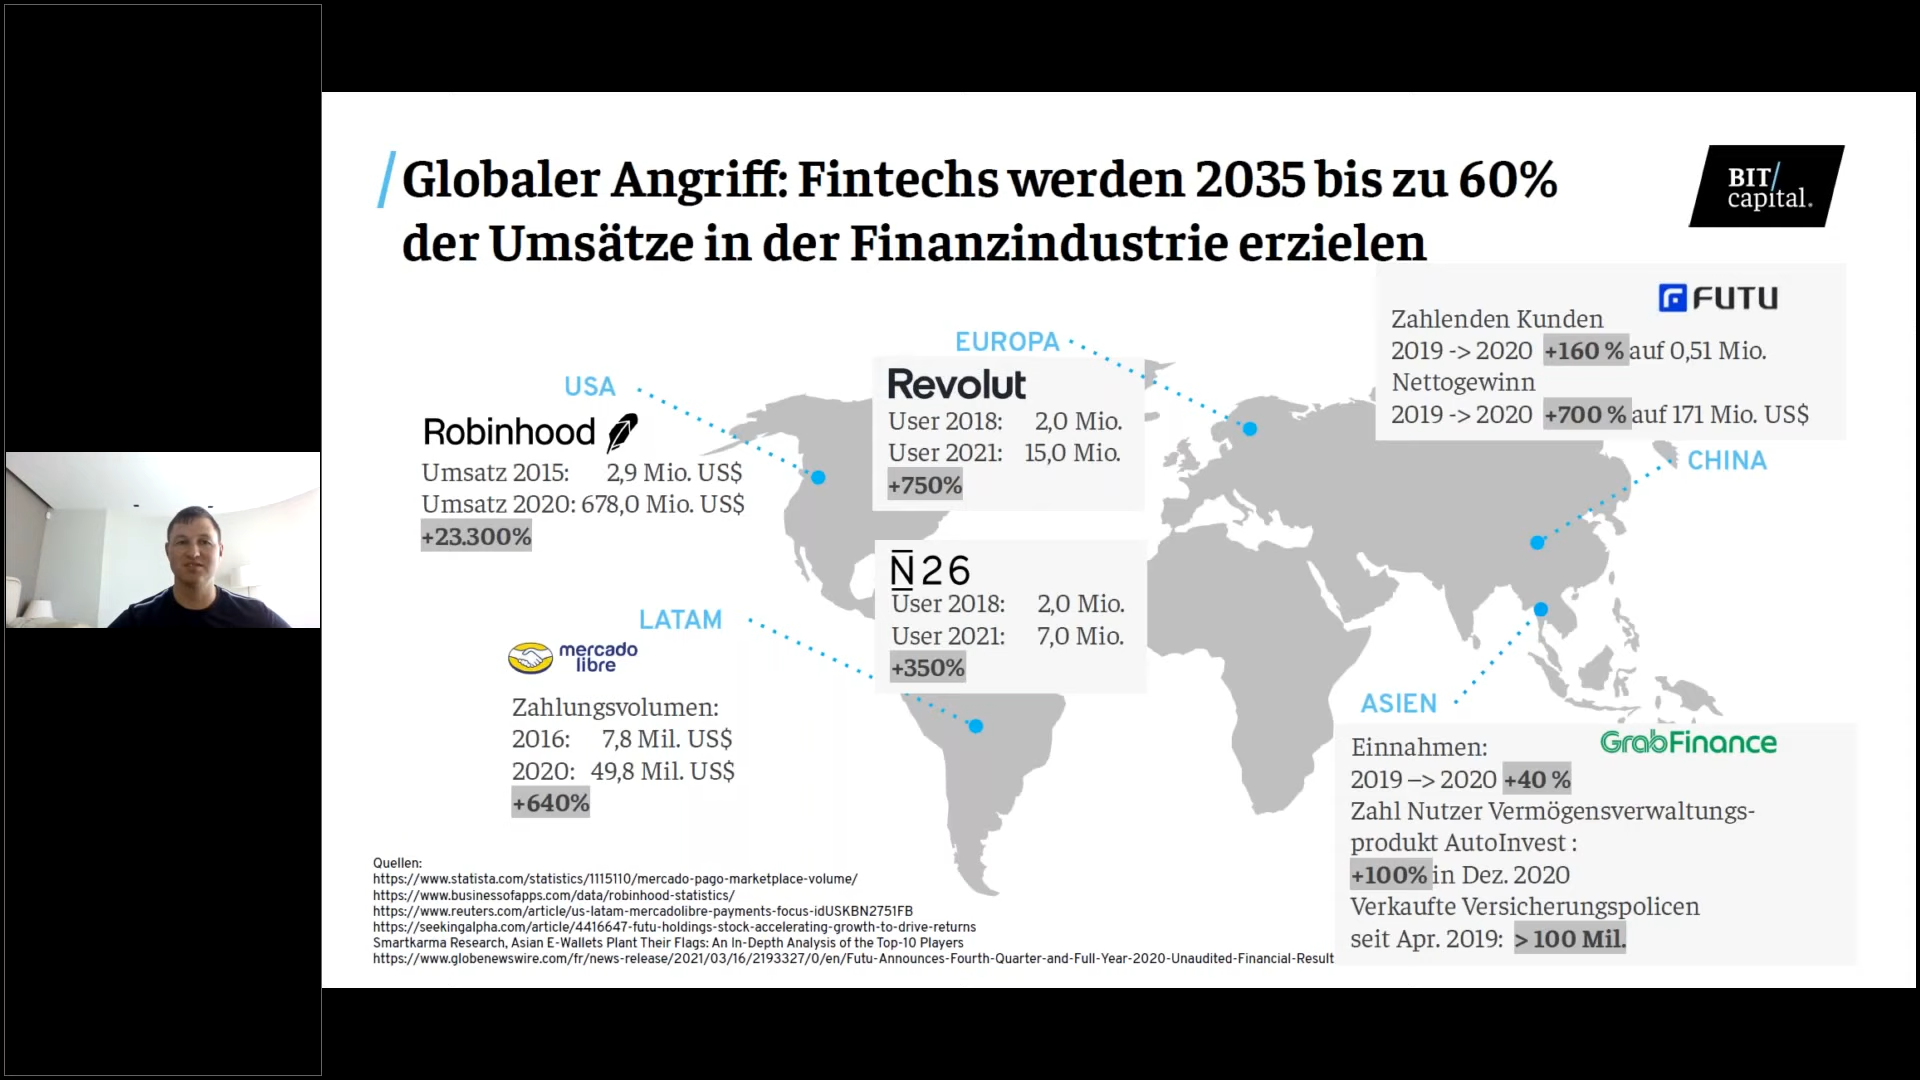 Globaler Angriff: Fintechs werden 2035 bis zu 60%
der Umsätze in der Finanzindustrie erzielen
BIT/
capital.
USA
Robinhood
Umsatz 2015: 2,9 Mio. US$
Umsatz 2020: 678,0 Mio. US$
+23.300%
EUROPA
Revolut
User 2018: 2,0 Mio.
User 2021: 15,0 Mio.
+750%
N26
User 2018: 2,0 Mio.
User 2021: 7,0 Mio.
+350%
FUTU
Zahlenden Kunden
2019 -> 2020 +160 % auf 0,51 Mio.
Nettogewinn
2019 -> 2020 +700 % auf 171 Mio. US$
CHINA
LATAM
mercado
libre
Zahlungsvolumen:
2016: 7,8 Mil. US$
2020: 49,8 Mil. US$
+640%
ASIEN
GrabFinance
Einnahmen:
2019 –> 2020 +40 %
Zahl Nutzer Vermögensverwaltungs-
produkt AutoInvest :
+100% in Dez. 2020
Verkaufte Versicherungspolicen
seit Apr. 2019: > 100 Mil.
Quellen:
https://www.statista.com/statistics/1115110/mercado-pago-marketplace-volume/
https://www.businessofapps.com/data/robinhood-statistics/
https://www.reuters.com/article/us-latam-mercadolibre-payments-focus-idUSKBN2751FB
https://seekingalpha.com/article/4416647-futu-holdings-stock-accelerating-growth-to-drive-returns
Smartkarma Research, Asian E-Wallets Plant Their Flags: An In-Depth Analysis of the Top-10 Players
https://www.globenewswire.com/fr/news-release/2021/03/16/2193327/0/en/Futu-Announces-Fourth-Quarter-and-Full-Year-2020-Unaudited-Financial-Result